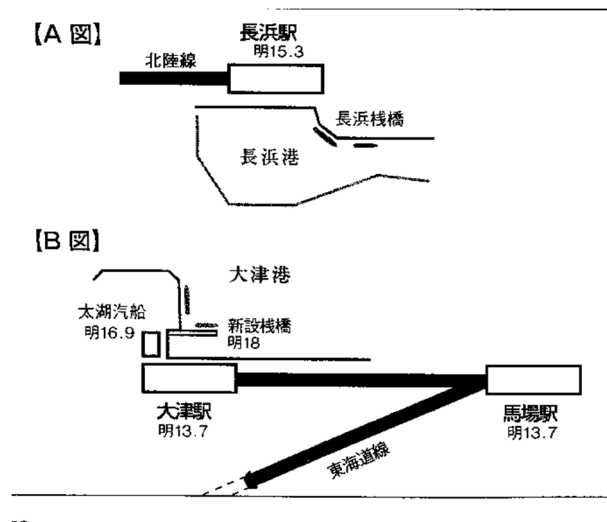 【A 図】
長浜駅
明15.3
北陸線
長浜桟橋
長浜港
【B 図】
大津港
太湖汽船
明16.9
新設桟橋
明18
大津駅
明13.7
馬場駅
明13.7
東海道線